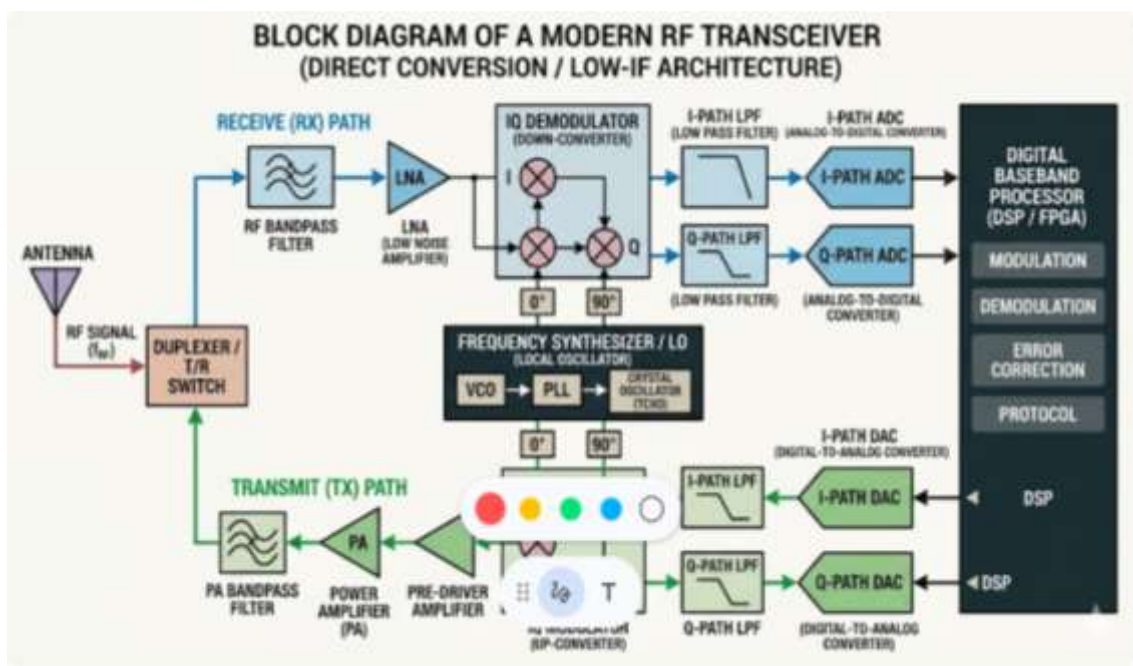 BLOCK DIAGRAM OF A MODERN RF TRANSCEIVER
(DIRECT CONVERSION / LOW-IF ARCHITECTURE)
RECEIVE (RX) PATH
RF BANDPASS
FILTER
LNA
LNA
(LOW NOISE
AMPLIFIER)
IQ DEMODULATOR
(DOWN-CONVERTER)
I
Q
I-PATH LPF
(LOW PASS FILTER)
I-PATH ADC
(ANALOG-TO-DIGITAL CONVERTER)
I-PATH ADC
Q-PATH LPF
(LOW PASS FILTER)
Q-PATH ADC
(ANALOG-TO-DIGITAL
CONVERTER)
DIGITAL
BASEBAND
PROCESSOR
(DSP / FPGA)
MODULATION
DEMODULATION
ERROR
CORRECTION
PROTOCOL
DSP
DSP
ANTENNA
RF SIGNAL
DUPLEXER /
T/R
SWITCH
0°
90°
FREQUENCY SYNTHESIZER / LO
(LOCAL OSCILLATOR)
VCO
PLL
CRYSTAL
OSCILLATOR
0°
90°
TRANSMIT (TX) PATH
PA BANDPASS
FILTER
PA
POWER
AMPLIFIER
(PA)
PRE-DRIVER
AMPLIFIER
T
(UP-CONVERTER)
I-PATH LPF
I-PATH DAC
(DIGITAL-TO-ANALOG CONVERTER)
I-PATH DAC
Q-PATH LPF
Q-PATH LPF
Q-PATH DAC
(DIGITAL-TO-ANALOG
CONVERTER)